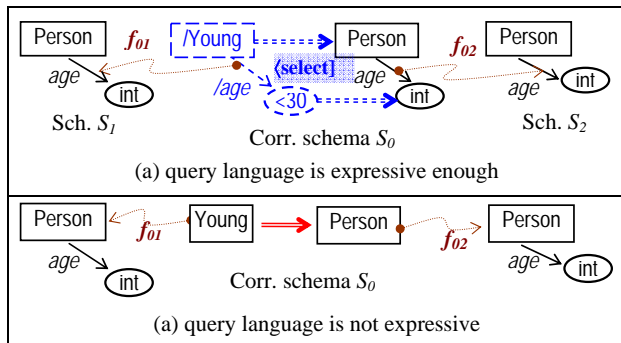 Person f01 /Young Person f02 Person
⟨select]
age /age age age
int <30 int int
Sch. S1 Corr. schema S0 Sch. S2
(a) query language is expressive enough
Person f01 Young Person f02 Person
age int Corr. schema S0 age int
(a) query language is not expressive